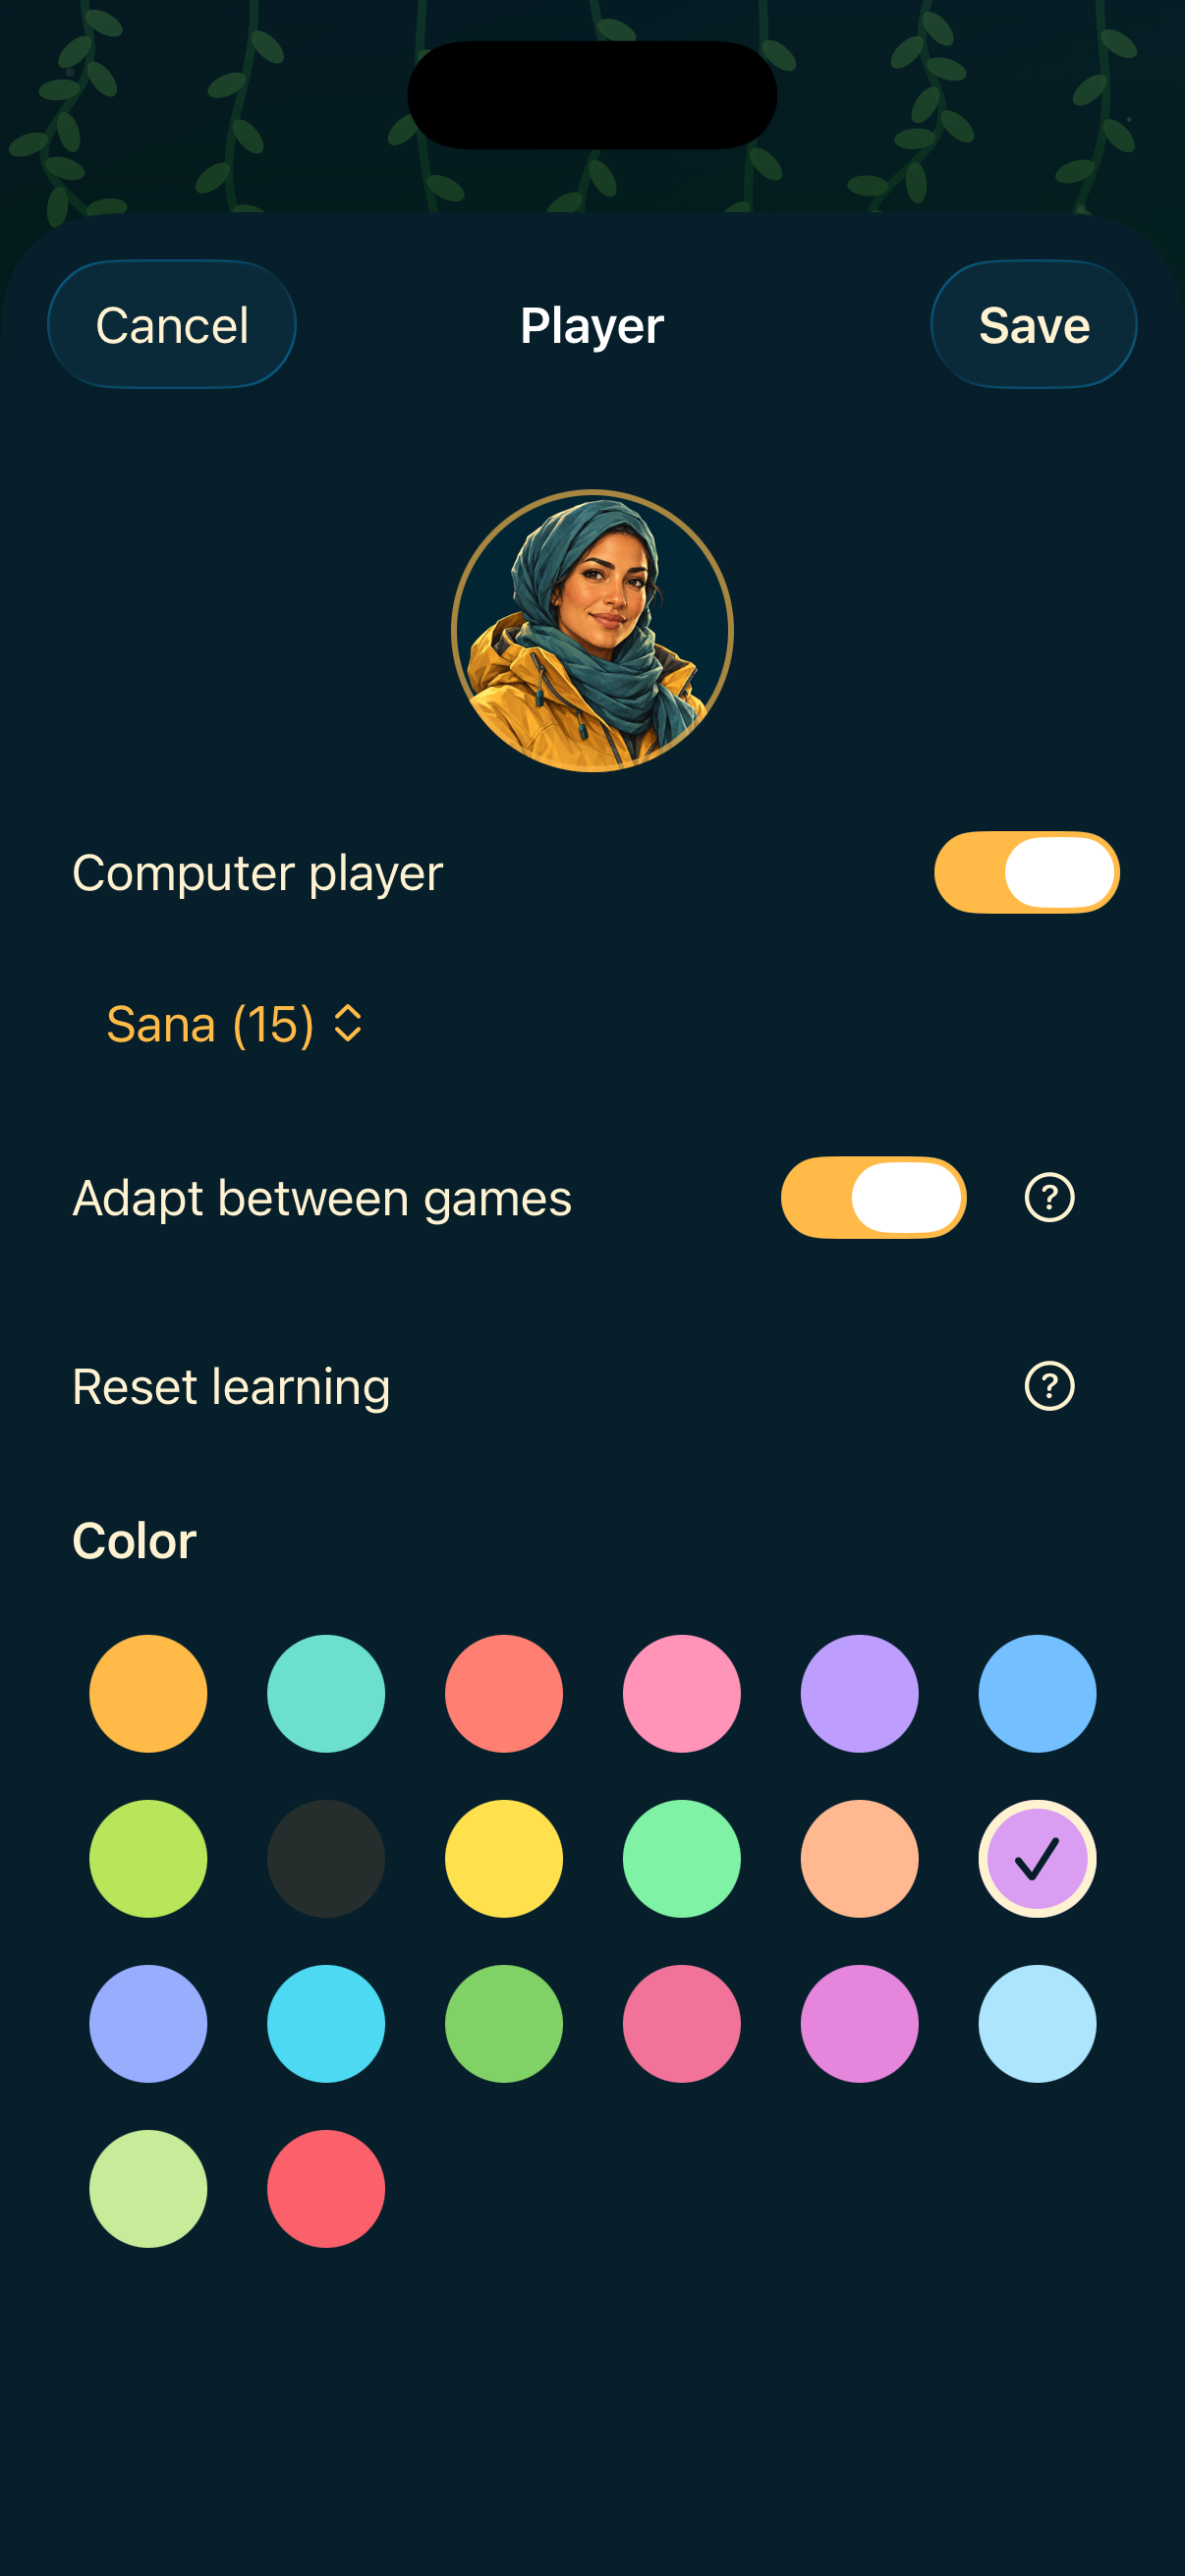 Cancel
Player
Save
Computer player
Sana (15)
Adapt between games
?
Reset learning
?
Color